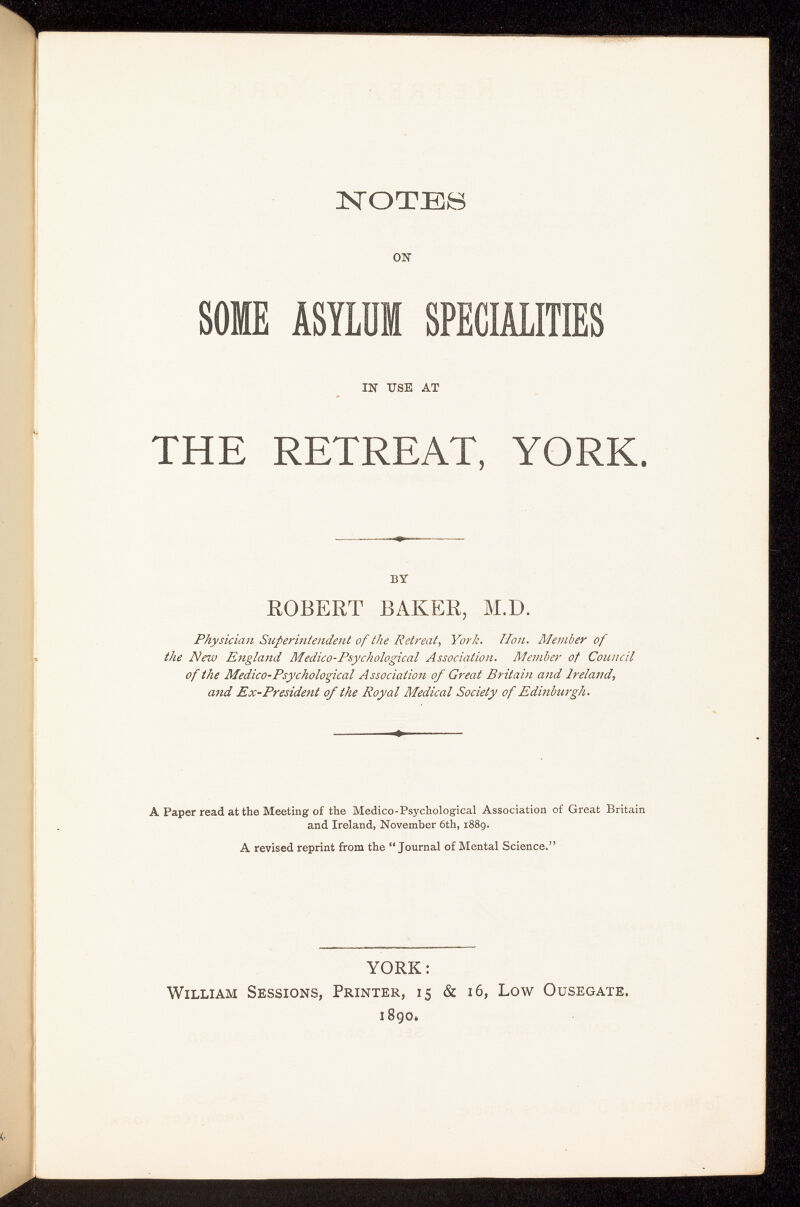 NOTES
ON
SOME ASYLUM SPECIALITIES
IN USE AT
THE RETREAT, YORK.
BY
ROBERT BAKER, M.D.
Physician Superintendent of the Retreat, York. Hon. Member of
the New England Medico-Psychological Association. Member of Council
of the Medico-Psychological Association of Great Britain and Ireland,
and Ex-President of the Royal Medical Society of Edinburgh.
A Paper read at the Meeting of the Medico-Psychological Association of Great Britain
and Ireland, November 6th, 1889.
A revised reprint from the "Journal of Mental Science."
YORK:
WILLIAM SESSIONS, PRINTER, 15 & 16, LOW OUSEGATE.
1890.